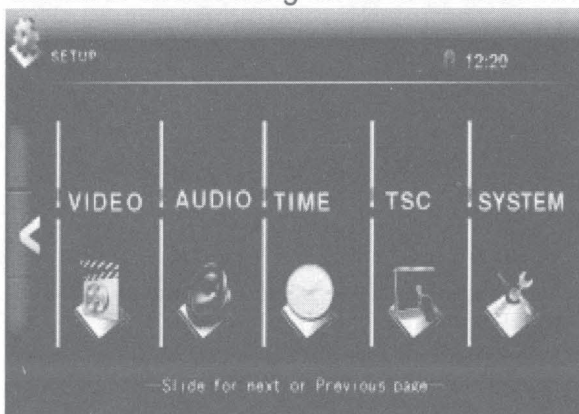 SETUP 12:20
VIDEO AUDIO TIME TSC SYSTEM
Slide for next or Previous page